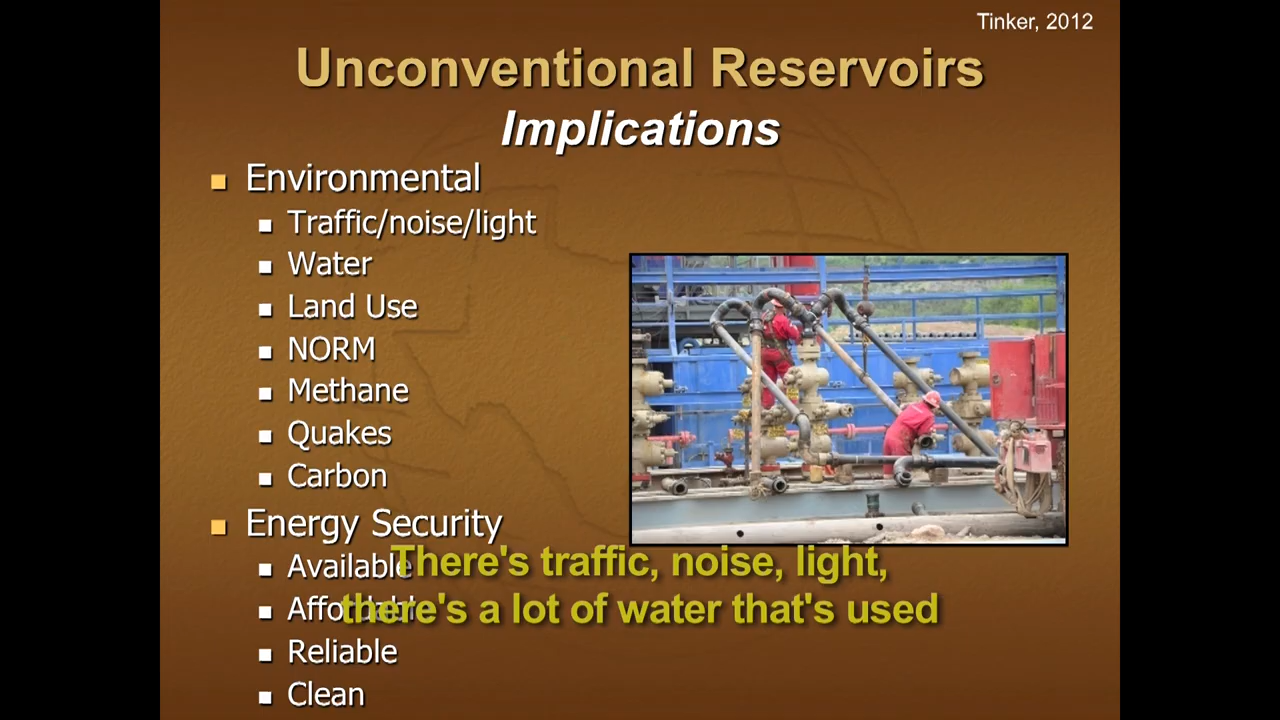 Tinker, 2012
Unconventional Reservoirs
Implications
Environmental
Traffic/noise/light
Water
Land Use
NORM
Methane
Quakes
Carbon
Energy Security
Available
Affordable
Reliable
Clean
There's traffic, noise, light,
there's a lot of water that's used